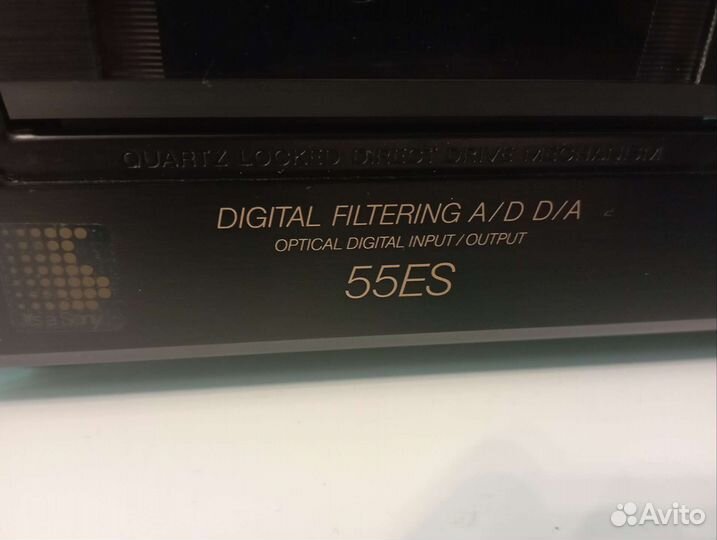 QUARTZ LOCKED DIRECT DRIVE MECHANISM
DIGITAL FILTERING A/D D/A
OPTICAL DIGITAL INPUT/OUTPUT
55ES
Avito